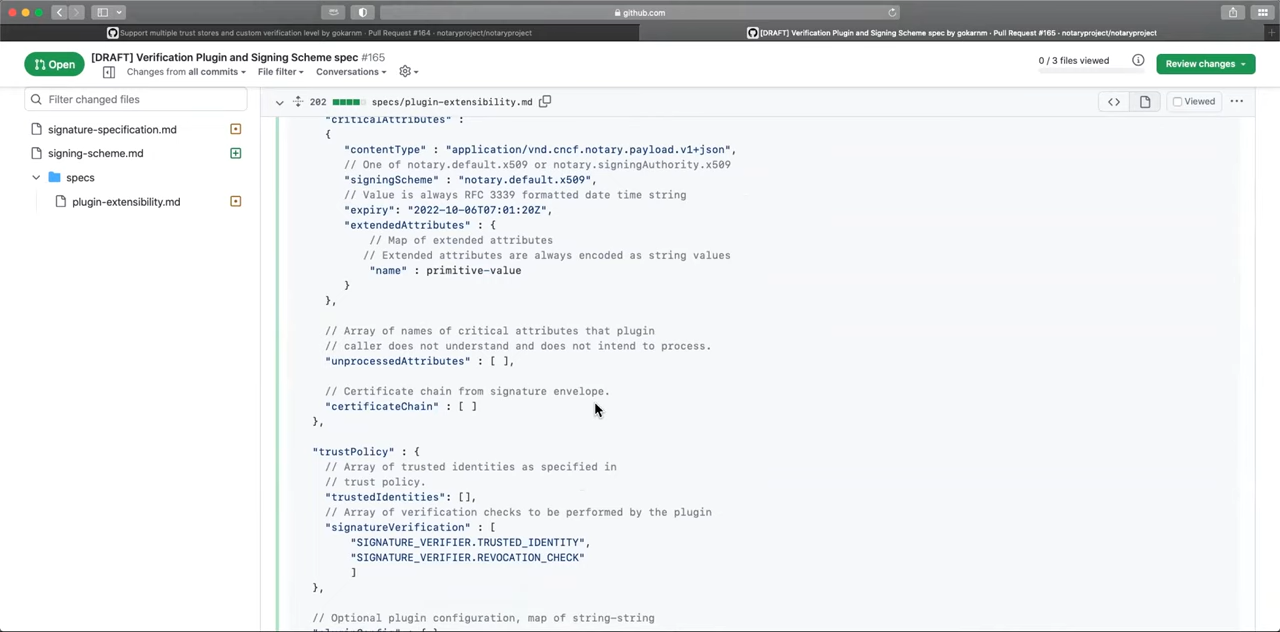 github.com
Support multiple trust stores and custom verification level by gokarnm · Pull Request #164 · notaryproject/notaryproject
[DRAFT] Verification Plugin and Signing Scheme spec by gokarnm · Pull Request #165 · notaryproject/notaryproject
Open
[DRAFT] Verification Plugin and Signing Scheme spec #165
Changes from all commits
File filter
Conversations
0 / 3 files viewed
Review changes
Filter changed files
signature-specification.md
signing-scheme.md
specs
plugin-extensibility.md
202
specs/plugin-extensibility.md
Viewed
"criticalAttributes" :
{
"contentType" : "application/vnd.cncf.notary.payload.v1+json",
// One of notary.default.x509 or notary.signingAuthority.x509
"signingScheme" : "notary.default.x509",
// Value is always RFC 3339 formatted date time string
"expiry": "2022-10-06T07:01:20Z",
"extendedAttributes" : {
// Map of extended attributes
// Extended attributes are always encoded as string values
"name" : primitive-value
}
},
// Array of names of critical attributes that plugin
// caller does not understand and does not intend to process.
"unprocessedAttributes" : [ ],
// Certificate chain from signature envelope.
"certificateChain" : [ ]
},
"trustPolicy" : {
// Array of trusted identities as specified in
// trust policy.
"trustedIdentities": [],
// Array of verification checks to be performed by the plugin
"signatureVerification" : [
"SIGNATURE_VERIFIER.TRUSTED_IDENTITY",
"SIGNATURE_VERIFIER.REVOCATION_CHECK"
]
},
// Optional plugin configuration, map of string-string